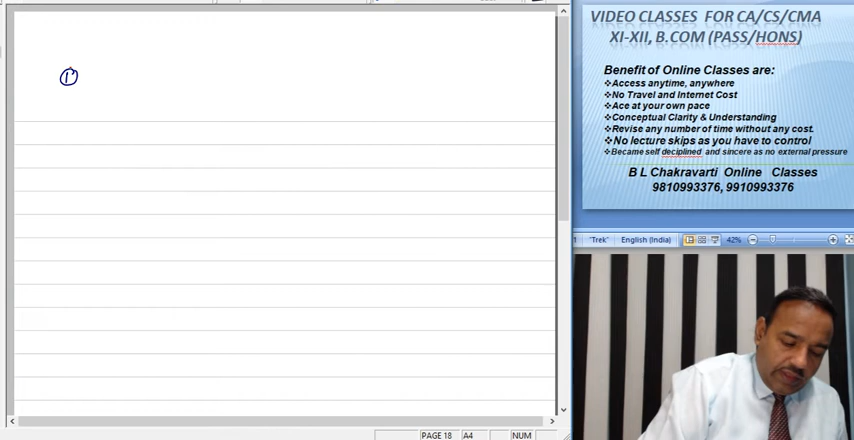 1
VIDEO CLASSES FOR CA/CS/CMA
XI-XII, B.COM (PASS/HONS)
Benefit of Online Classes are:
❖Access anytime, anywhere
❖No Travel and Internet Cost
❖Ace at your own pace
❖Conceptual Clarity & Understanding
❖Revise any number of time without any cost.
❖No lecture skips as you have to control
❖Became self deciplined and sincere as no external pressure
B L Chakravarti Online Classes
9810993376, 9910993376
1 "Trek" English (India) 42%
PAGE 18 A4 NUM